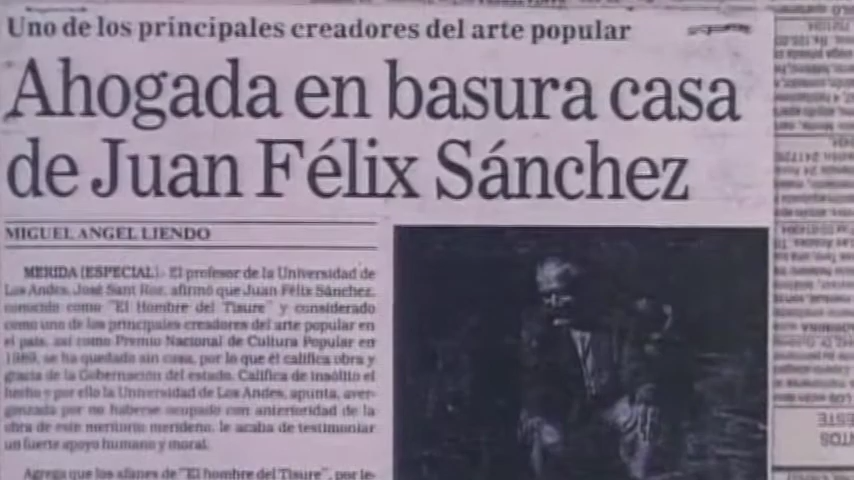 Uno de los principales creadores del arte popular
Ahogada en basura casa
de Juan Félix Sánchez
MIGUEL ANGEL LIENDO
MERIDA (ESPECIAL).- El profesor de la Universidad de
Los Andes, José Sant Roz, afirmó que Juan Félix Sánchez,
conocido como "El Hombre del Tisure" y considerado
como uno de los principales creadores del arte popular en
el país, así como Premio Nacional de Cultura Popular en
1989, se ha quedado sin casa, por lo que él califica obra y
gracia de la Gobernación del estado. Califica de insólito el
hecho y por ello la Universidad de Los Andes, apunta, aver-
gonzada por no haberse ocupado con anterioridad de la
obra de este meritorio merideño, le acaba de testimoniar
un fuerte apoyo humano y moral.
Agrega que los afanes de "El hombre del Tisure", por le-
ESTE